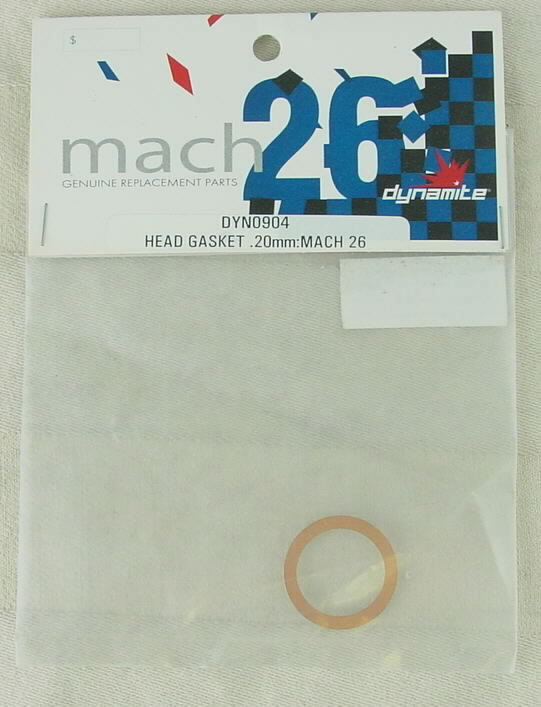 $
mach 26
GENUINE REPLACEMENT PARTS
dynamite
DYN0904
HEAD GASKET .20mm:MACH 26